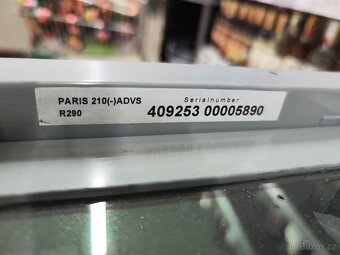 PARIS 210(-)ADVS
R290
Serialnumber
409253 00005890